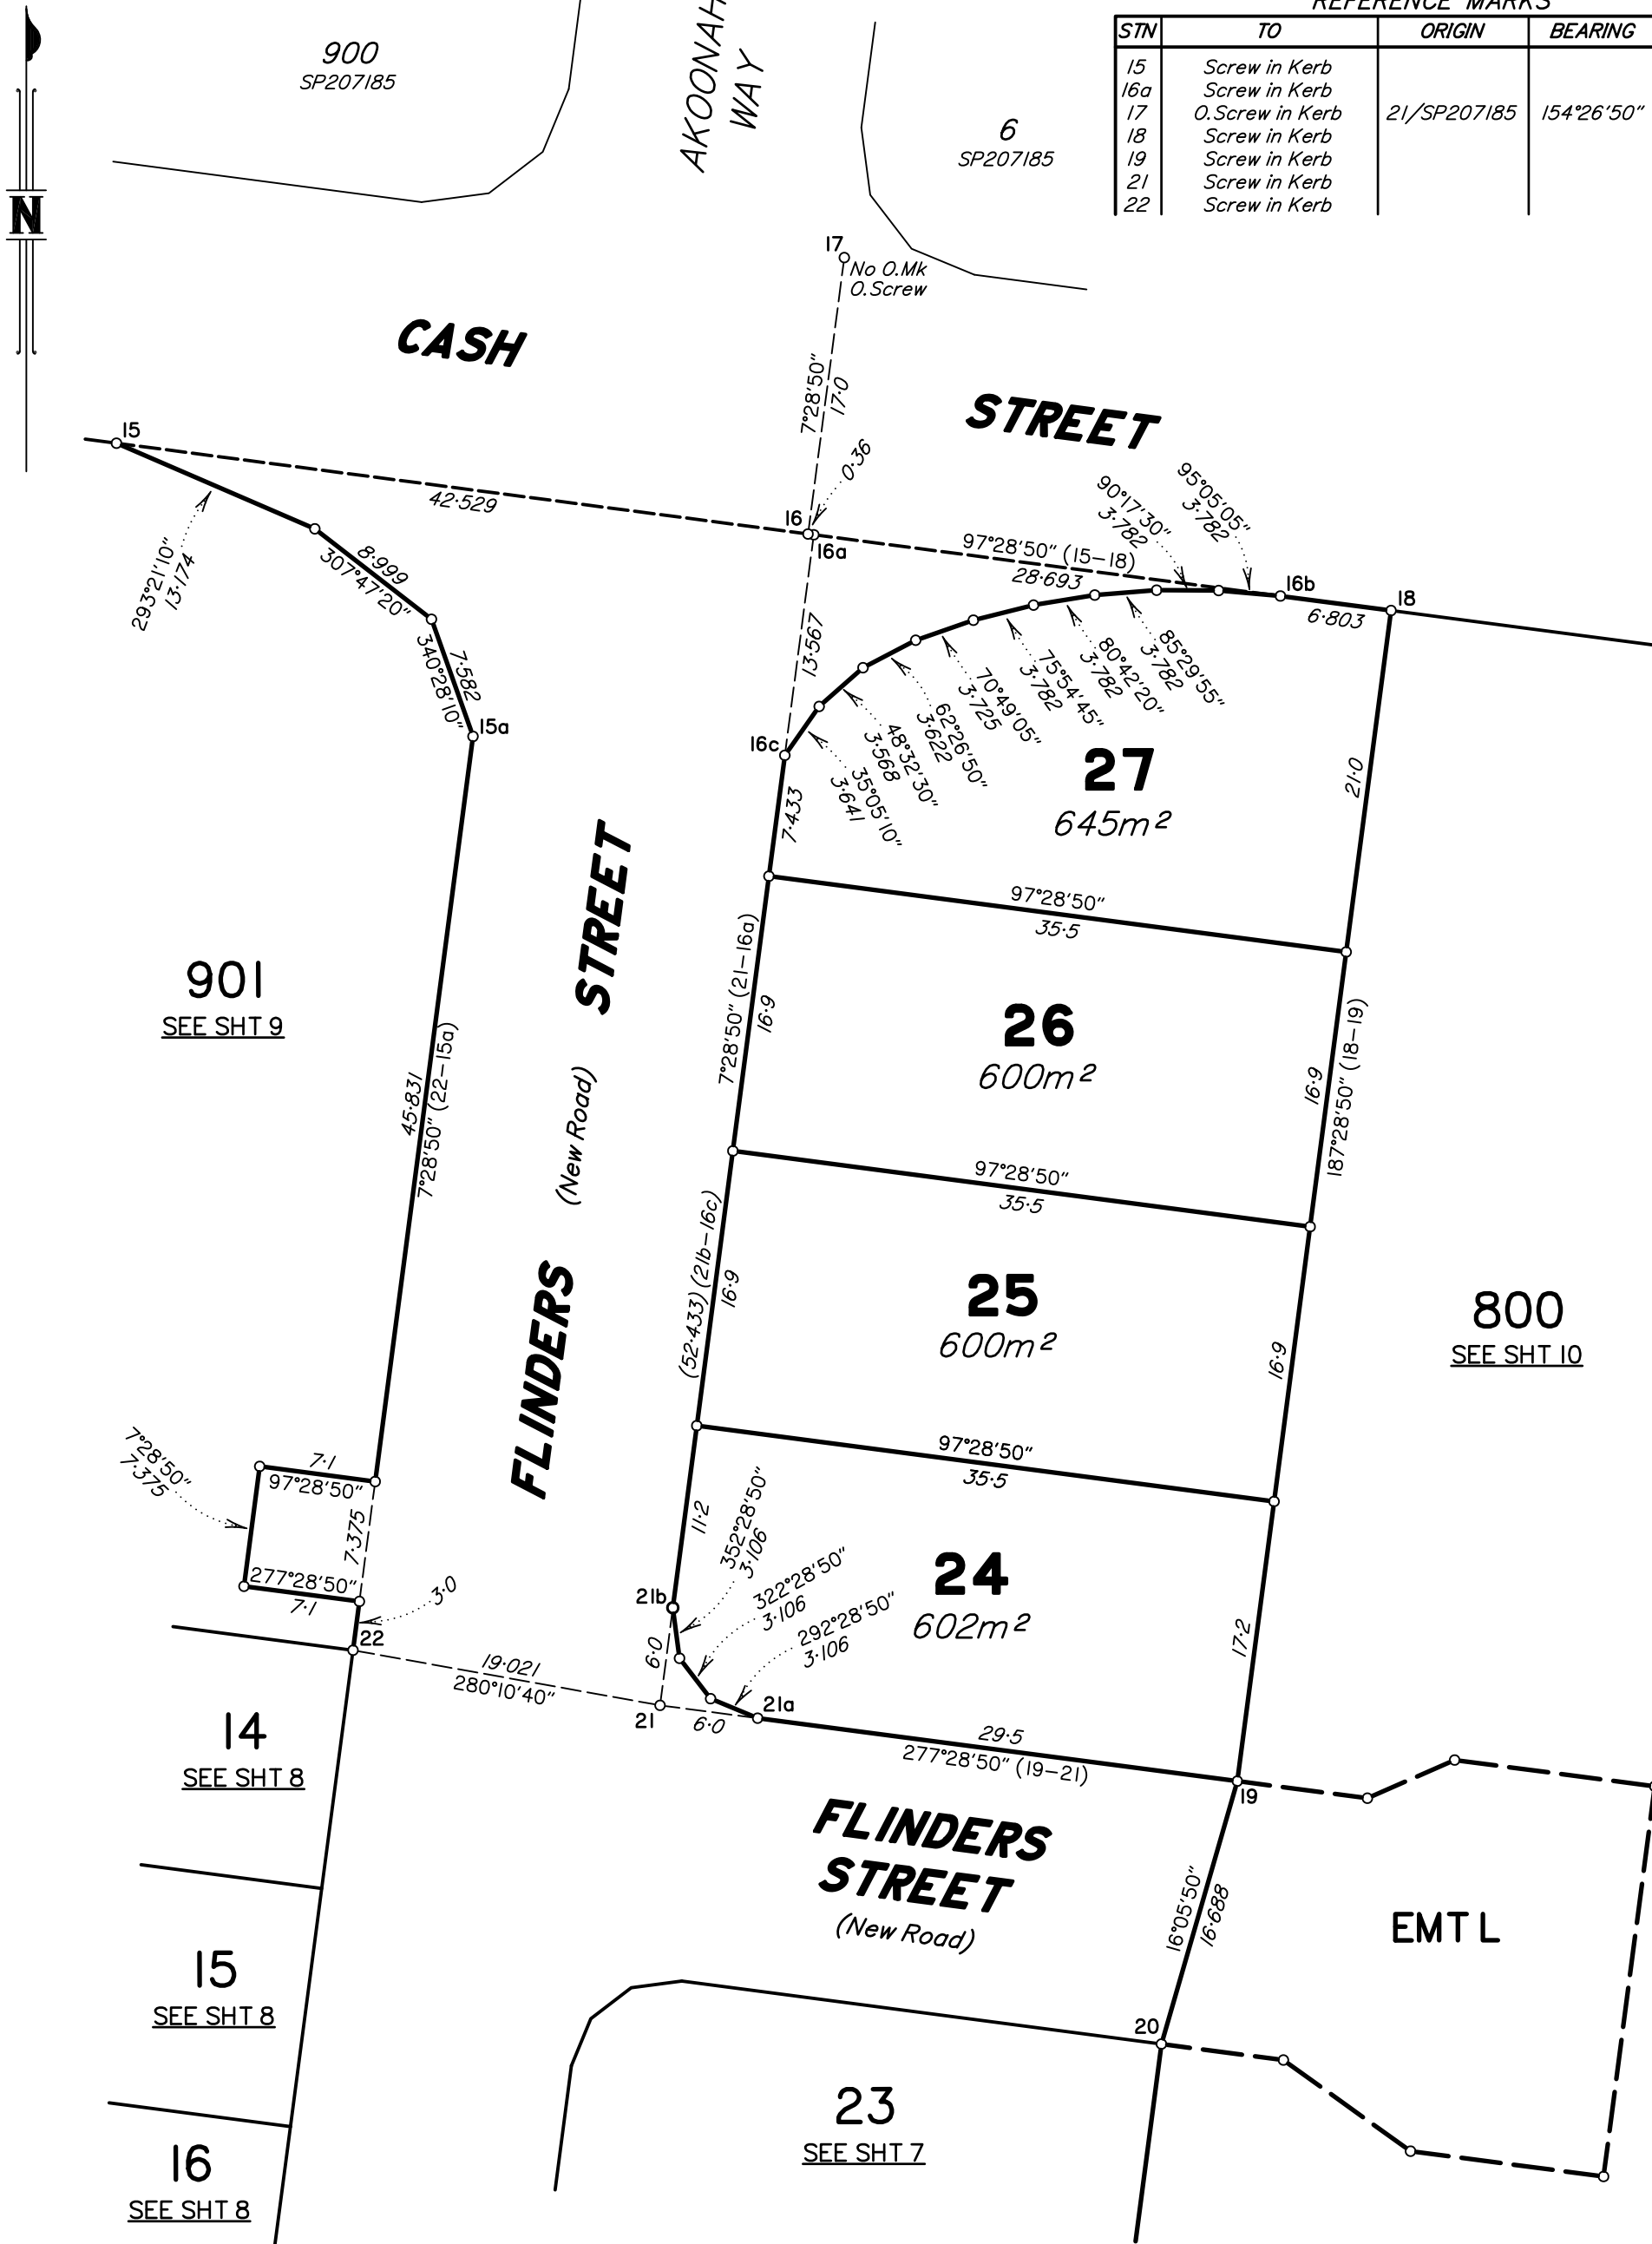 REFERENCE MARKS
STN TO ORIGIN BEARING
15 Screw in Kerb
16a Screw in Kerb
17 O.Screw in Kerb 21/SP207185 154°26'50"
18 Screw in Kerb
19 Screw in Kerb
21 Screw in Kerb
22 Screw in Kerb
900
SP207185
AKOONAH
WAY
6
SP207185
N
17
No O.Mk
O.Screw
CASH
STREET
7°28'50"
17·0
0·36
15
42·529
16
16a
97°28'50" (15-18)
28·693
90°17'30"
3·782
95°05'05"
3·782
16b
6·803
18
293°21'10"
13·174
8·999
307°47'20"
7·582
340°28'10"
15a
13·567
16c
35°05'10"
3·641
48°32'30"
3·568
62°26'50"
3·622
70°49'05"
3·725
75°54'45"
3·782
80°42'20"
3·782
85°29'55"
3·782
27
645m²
21·0
7·433
97°28'50"
35·5
7°28'50" (21-16a)
16·9
26
600m²
16·9
187°28'50" (18-19)
901
SEE SHT 9
45·831
7°28'50" (22-15a)
FLINDERS STREET
(New Road)
97°28'50"
35·5
(52·433) (21b-16c)
16·9
25
600m²
16·9
800
SEE SHT 10
97°28'50"
35·5
7°28'50"
7·375
7·1
97°28'50"
7·375
277°28'50"
7·1
3·0
22
11·2
352°28'50"
3·106
322°28'50"
3·106
292°28'50"
3·106
24
602m²
17·2
21b
6·0
19·021
280°10'40"
21
6·0
21a
29·5
277°28'50" (19-21)
19
14
SEE SHT 8
FLINDERS
STREET
(New Road)
16°05'50"
16·688
EMT L
15
SEE SHT 8
20
23
SEE SHT 7
16
SEE SHT 8